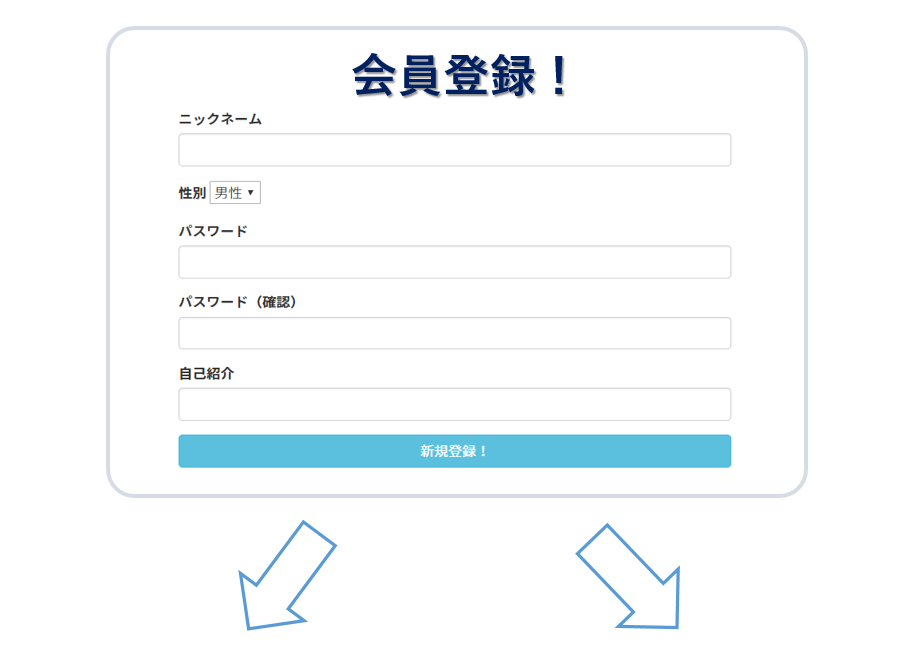 会員登録！
ニックネーム
性別 男性
パスワード
パスワード（確認）
自己紹介
新規登録！